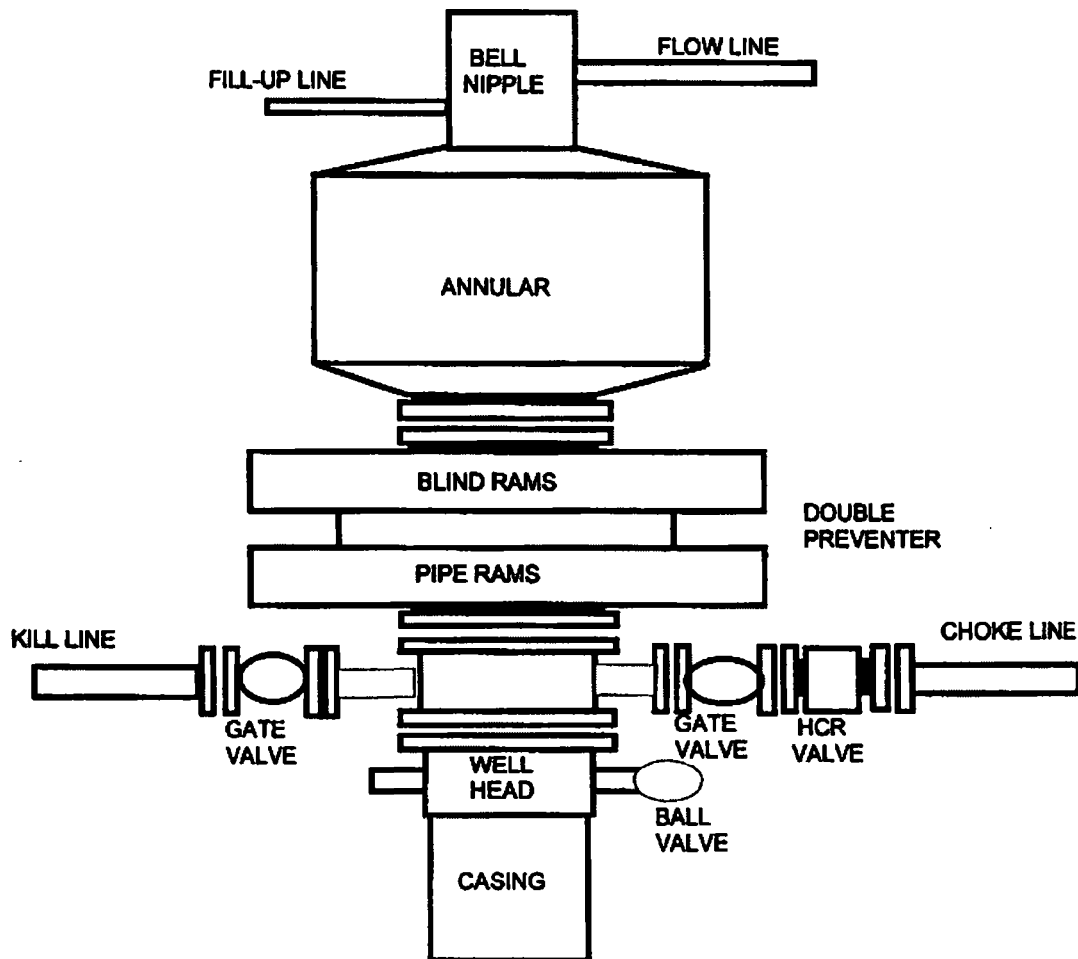 BELL
NIPPLE
FLOW LINE
FILL-UP LINE
ANNULAR
BLIND RAMS
DOUBLE
PREVENTER
PIPE RAMS
KILL LINE
CHOKE LINE
GATE
VALVE
GATE
VALVE
HCR
VALVE
WELL
HEAD
BALL
VALVE
CASING